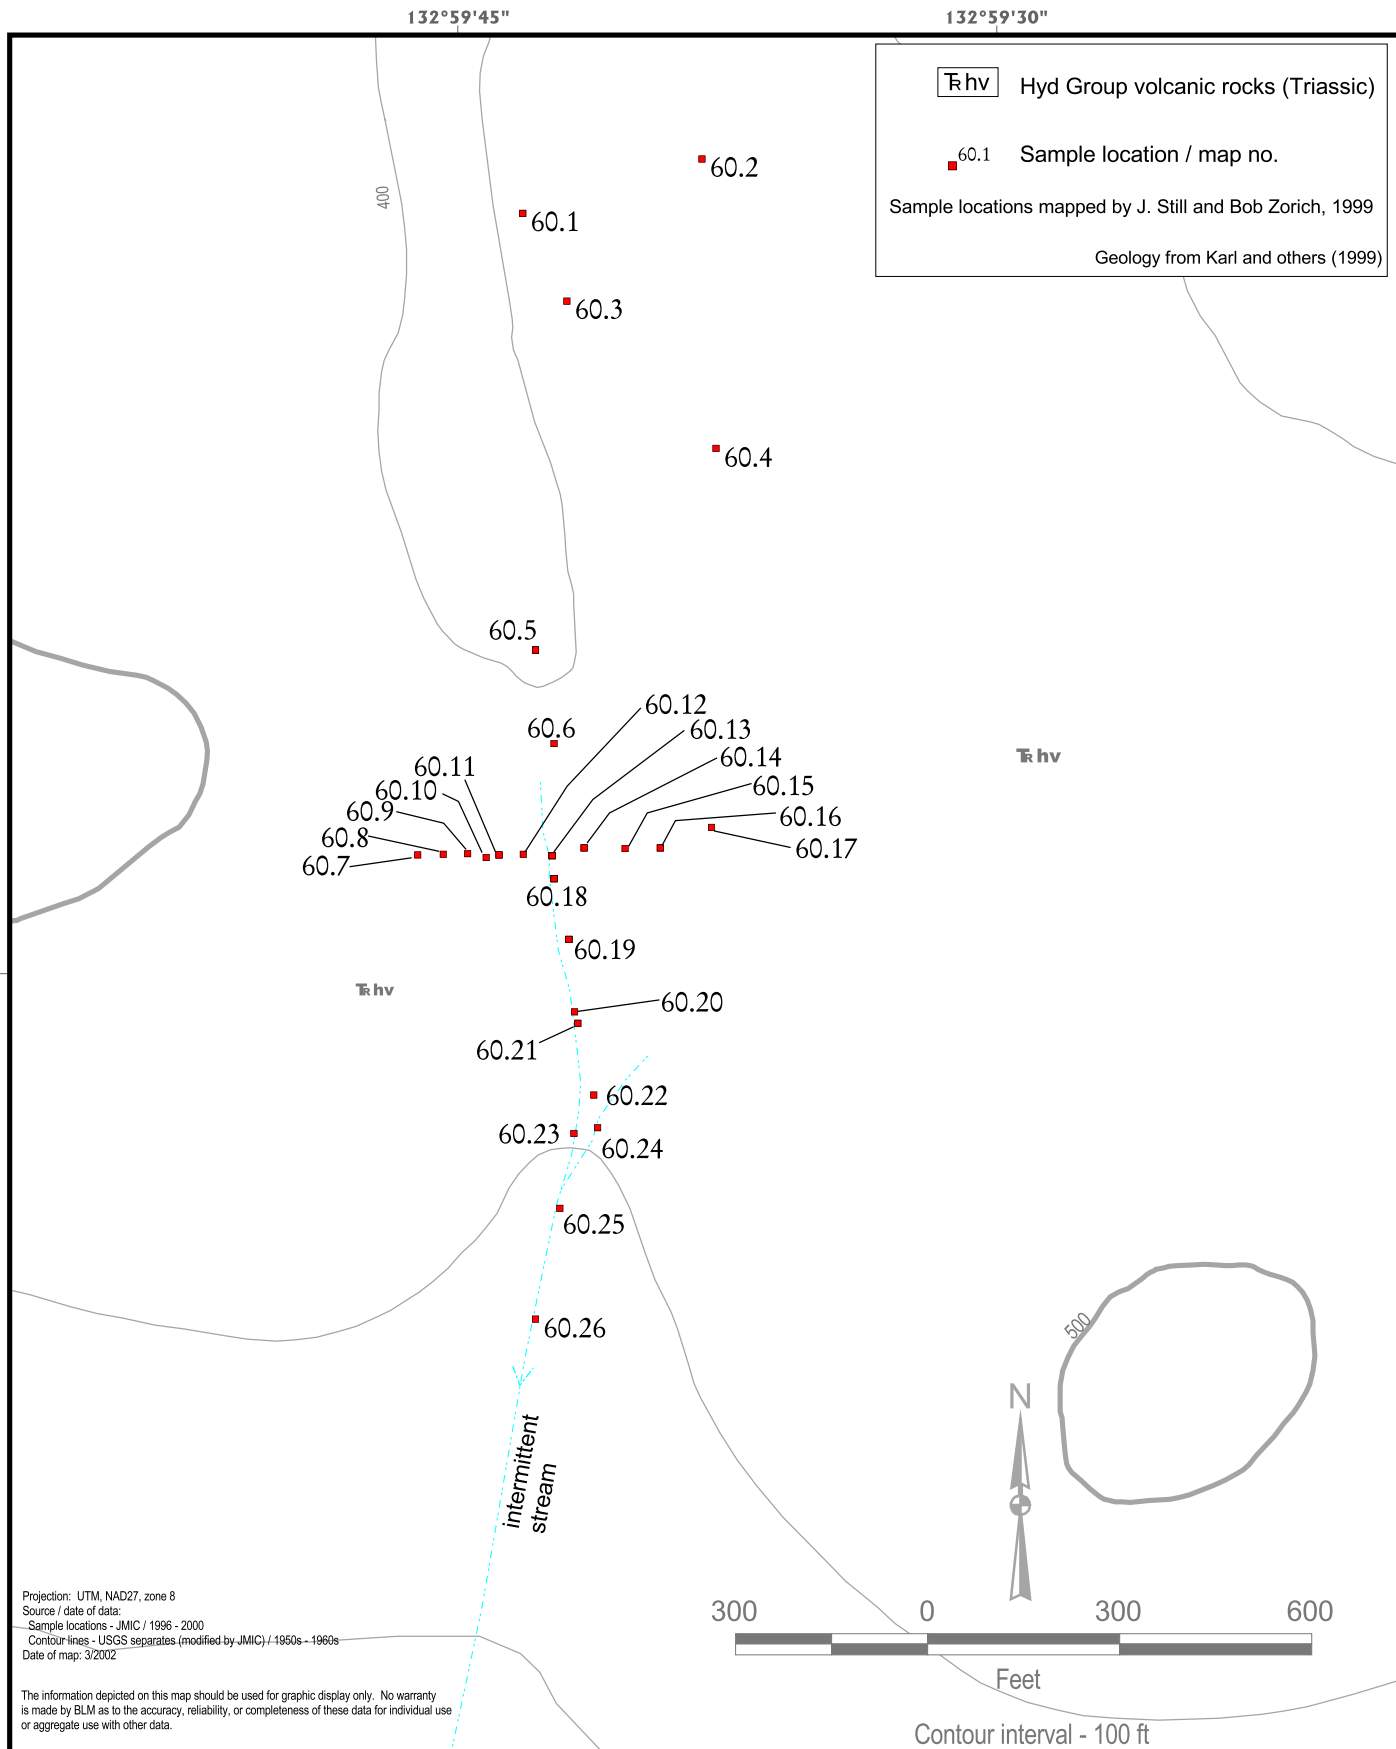 132°59'45"
132°59'30"
TR hv
Hyd Group volcanic rocks (Triassic)
60.1
Sample location / map no.
Sample locations mapped by J. Still and Bob Zorich, 1999
Geology from Karl and others (1999)
400
60.2
60.1
60.3
60.4
60.5
60.6
60.12
60.13
60.14
60.11
60.15
60.10
60.9
60.16
60.8
60.17
60.7
60.18
60.19
60.20
60.21
60.22
60.23
60.24
60.25
60.26
TR hv
TR hv
500
N
intermittent
stream
Projection: UTM, NAD27, zone 8
Source / date of data:
Sample locations - JMIC / 1996 - 2000
Contour lines - USGS separates (modified by JMIC) / 1950s - 1960s
Date of map: 3/2002
The information depicted on this map should be used for graphic display only. No warranty
is made by BLM as to the accuracy, reliability, or completeness of these data for individual use
or aggregate use with other data.
300 0 300 600
Feet
Contour interval - 100 ft